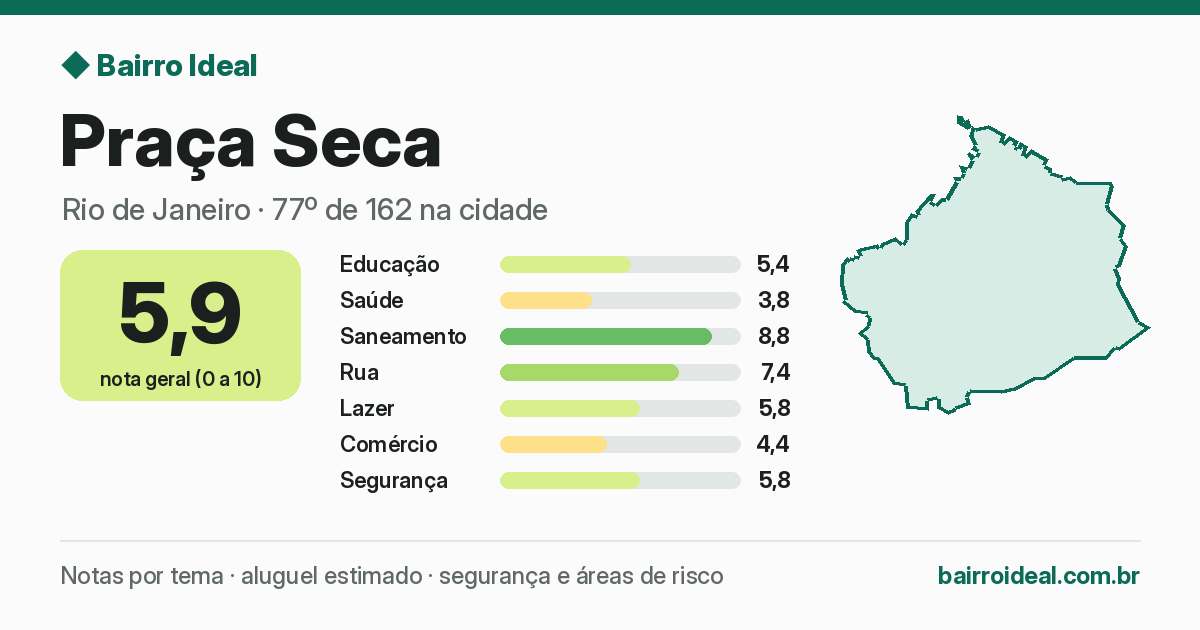 Bairro Ideal
Praça Seca
Rio de Janeiro · 77º de 162 na cidade
5,9
nota geral (0 a 10)
Educação 5,4
Saúde 3,8
Saneamento 8,8
Rua 7,4
Lazer 5,8
Comércio 4,4
Segurança 5,8
Notas por tema · aluguel estimado · segurança e áreas de risco
bairroideal.com.br